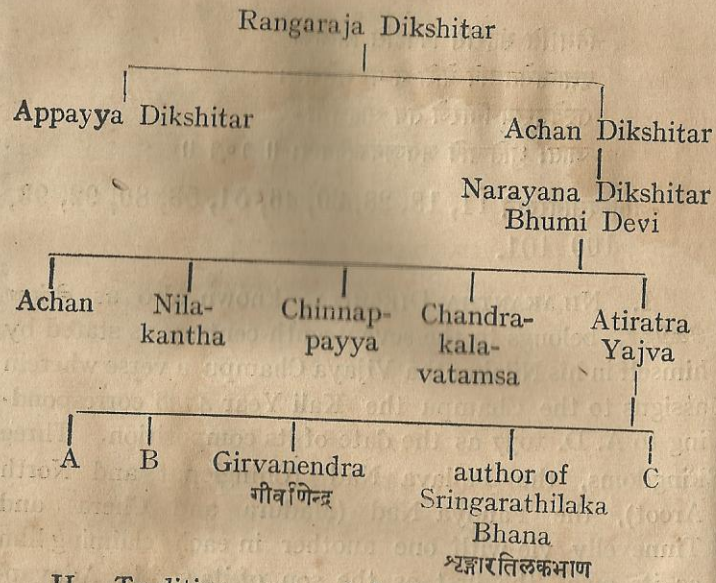 Rangaraja Dikshitar
Appayya Dikshitar
Achan Dikshitar
Narayana Dikshitar
Bhumi Devi
Achan Nila- Chinnap- Chandra- Atiratra
kantha payya kala- Yajva
vatamsa
A B Girvanendra author of C
गीर्वाणेन्द्र Sringarathilaka
Bhana
शृङ्गारतिलकभाण